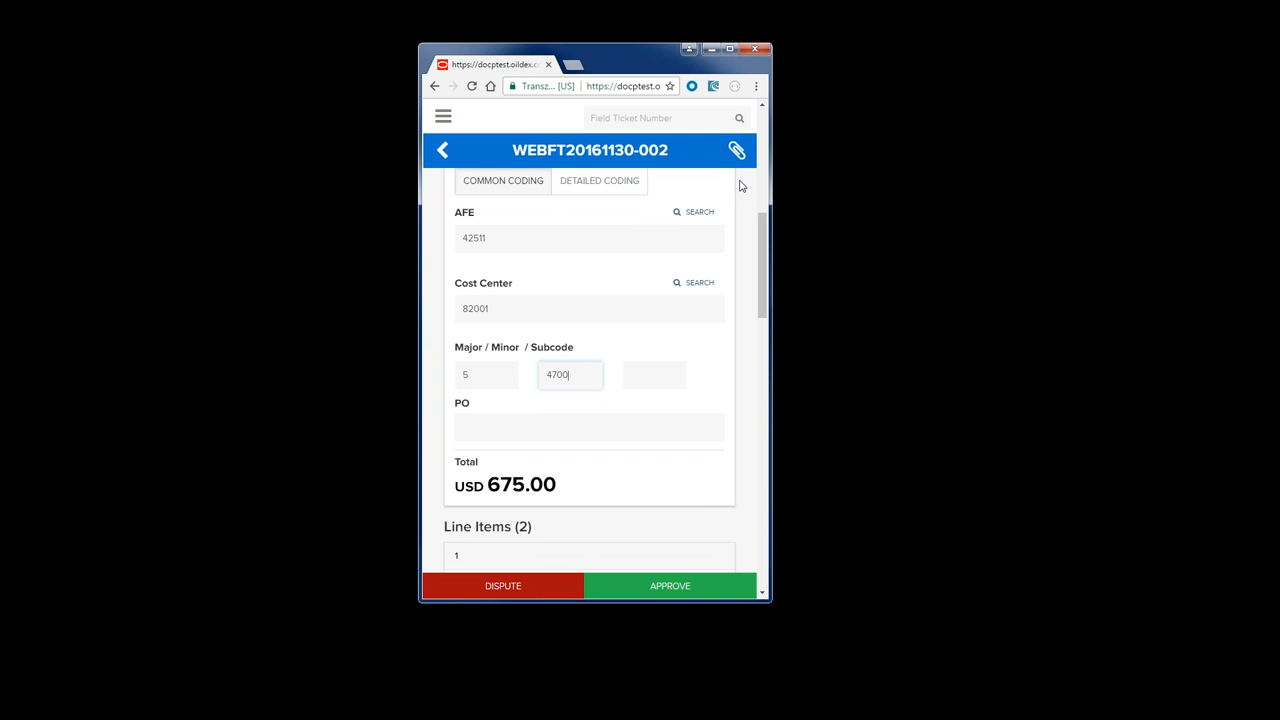 https://docptest.oildex.c
Transz... [US] https://docptest.o
Field Ticket Number
WEBFT20161130-002
COMMON CODING DETAILED CODING
AFE SEARCH
42511
Cost Center SEARCH
82001
Major / Minor / Subcode
5 4700
PO
Total
USD 675.00
Line Items (2)
1
DISPUTE APPROVE